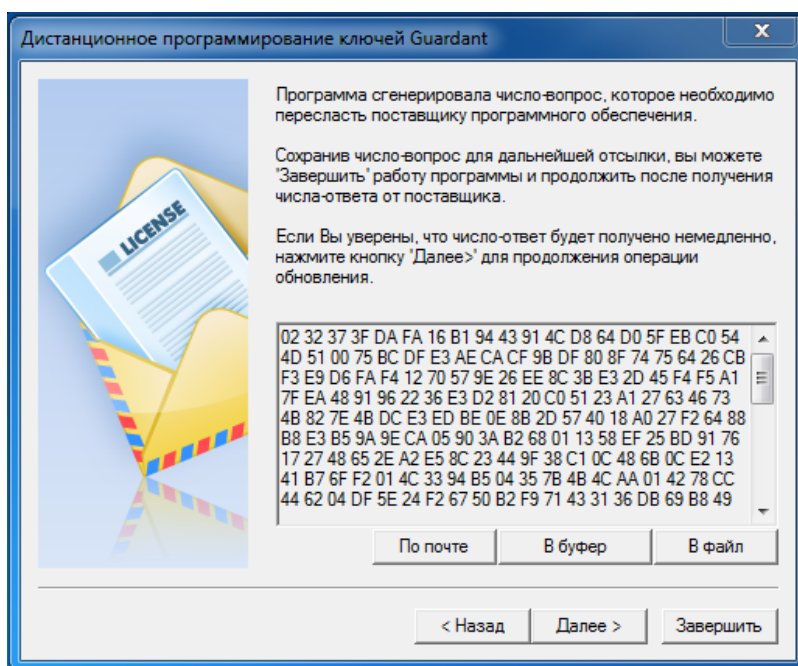 Дистанционное программирование ключей Guardant
Программа сгенерировала число-вопрос, которое необходимо
переслать поставщику программного обеспечения.
Сохранив число-вопрос для дальнейшей отсылки, вы можете
'Завершить' работу программы и продолжить после получения
числа-ответа от поставщика.
Если Вы уверены, что число-ответ будет получено немедленно,
нажмите кнопку 'Далее>' для продолжения операции
обновления.
LICENSE
02 32 37 3F DA FA 16 B1 94 43 91 4C D8 64 D0 5F EB C0 54
4D 51 00 75 BC DF E3 AE CA CF 9B DF 80 8F 74 75 64 26 CB
F3 E9 D6 FA F4 12 70 57 9E 26 EE 8C 3B E3 2D 45 F4 F5 A1
7F EA 48 91 96 22 36 E3 D2 81 20 C0 51 23 A1 27 63 46 73
4B 82 7E 4B DC E3 ED BE 0E 8B 2D 57 40 18 A0 27 F2 64 88
B8 E3 B5 9A 9E CA 05 90 3A B2 68 01 13 58 EF 25 BD 91 76
17 27 48 65 2E A2 E5 8C 23 44 9F 38 C1 0C 48 6B 0C E2 13
41 B7 6F F2 01 4C 33 94 B5 04 35 7B 4B 4C AA 01 42 78 CC
44 62 04 DF 5E 24 F2 67 50 B2 F9 71 43 31 36 DB 69 B8 49
По почте В буфер В файл
< Назад Далее > Завершить